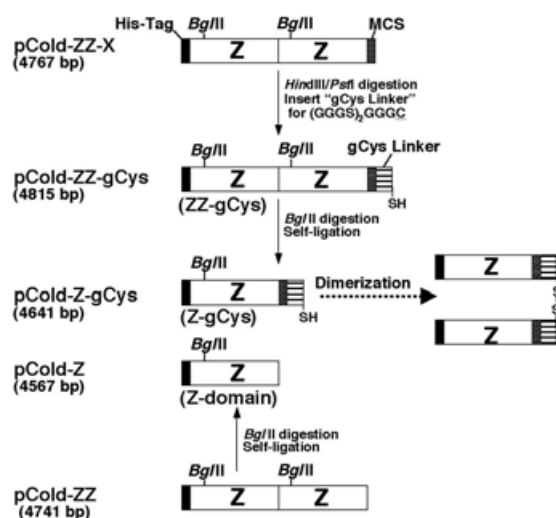 His-Tag BglII BglII MCS
pCold-ZZ-X
(4767 bp)
Z Z
HindIII/PstI digestion
Insert "gCys Linker"
for (GGGS)2GGGC
BglII BglII gCys Linker
pCold-ZZ-gCys
(4815 bp)
Z Z
(ZZ-gCys) SH
BglII digestion
Self-ligation
BglII
pCold-Z-gCys
(4641 bp)
Z
(Z-gCys) SH
Dimerization
Z
S
S
Z
BglII
pCold-Z
(4567 bp)
Z
(Z-domain)
BglII digestion
Self-ligation
BglII BglII
pCold-ZZ
(4741 bp)
Z Z